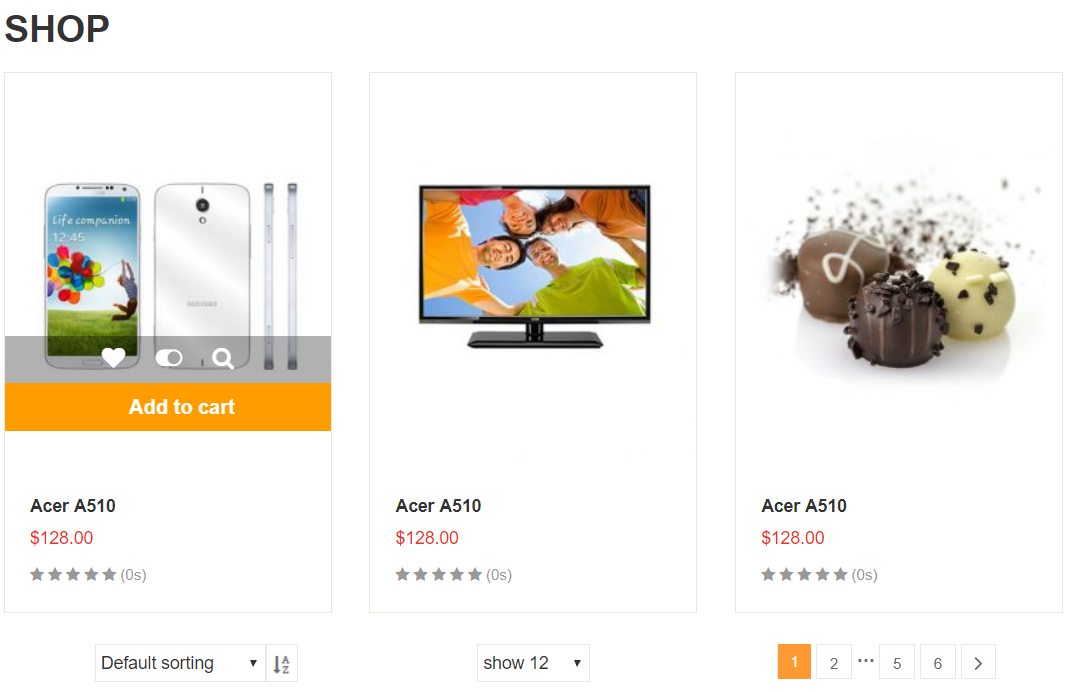 SHOP
Life companion
12:45
SAMSUNG
Add to cart
Acer A510
$128.00
(0s)
Acer A510
$128.00
(0s)
Acer A510
$128.00
(0s)
Default sorting
A
Z
show 12
1 2 ··· 5 6